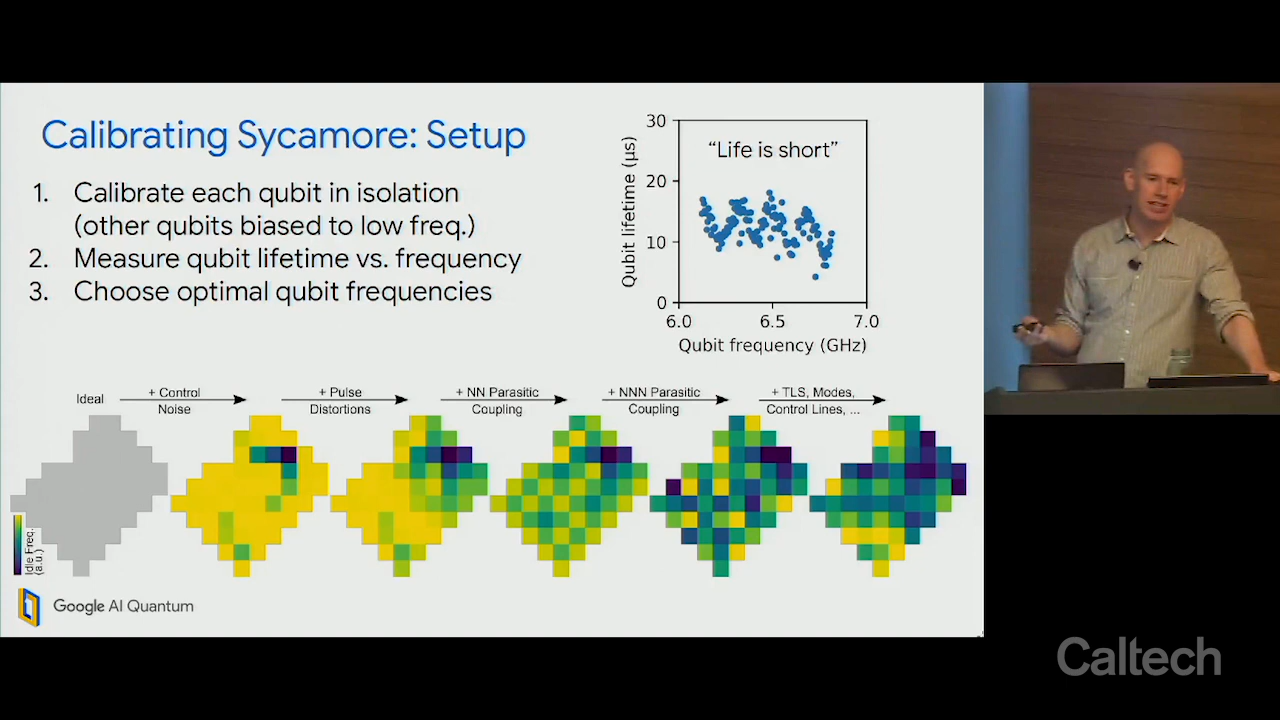 Calibrating Sycamore: Setup
1. Calibrate each qubit in isolation
(other qubits biased to low freq.)
2. Measure qubit lifetime vs. frequency
3. Choose optimal qubit frequencies
"Life is short"
Qubit lifetime (μs)
30
20
10
0
6.0
6.5
7.0
Qubit frequency (GHz)
Ideal
+ Control
Noise
+ Pulse
Distortions
+ NN Parasitic
Coupling
+ NNN Parasitic
Coupling
+ TLS, Modes,
Control Lines, ...
Idle Freq.
(a.u.)
Google AI Quantum
Caltech